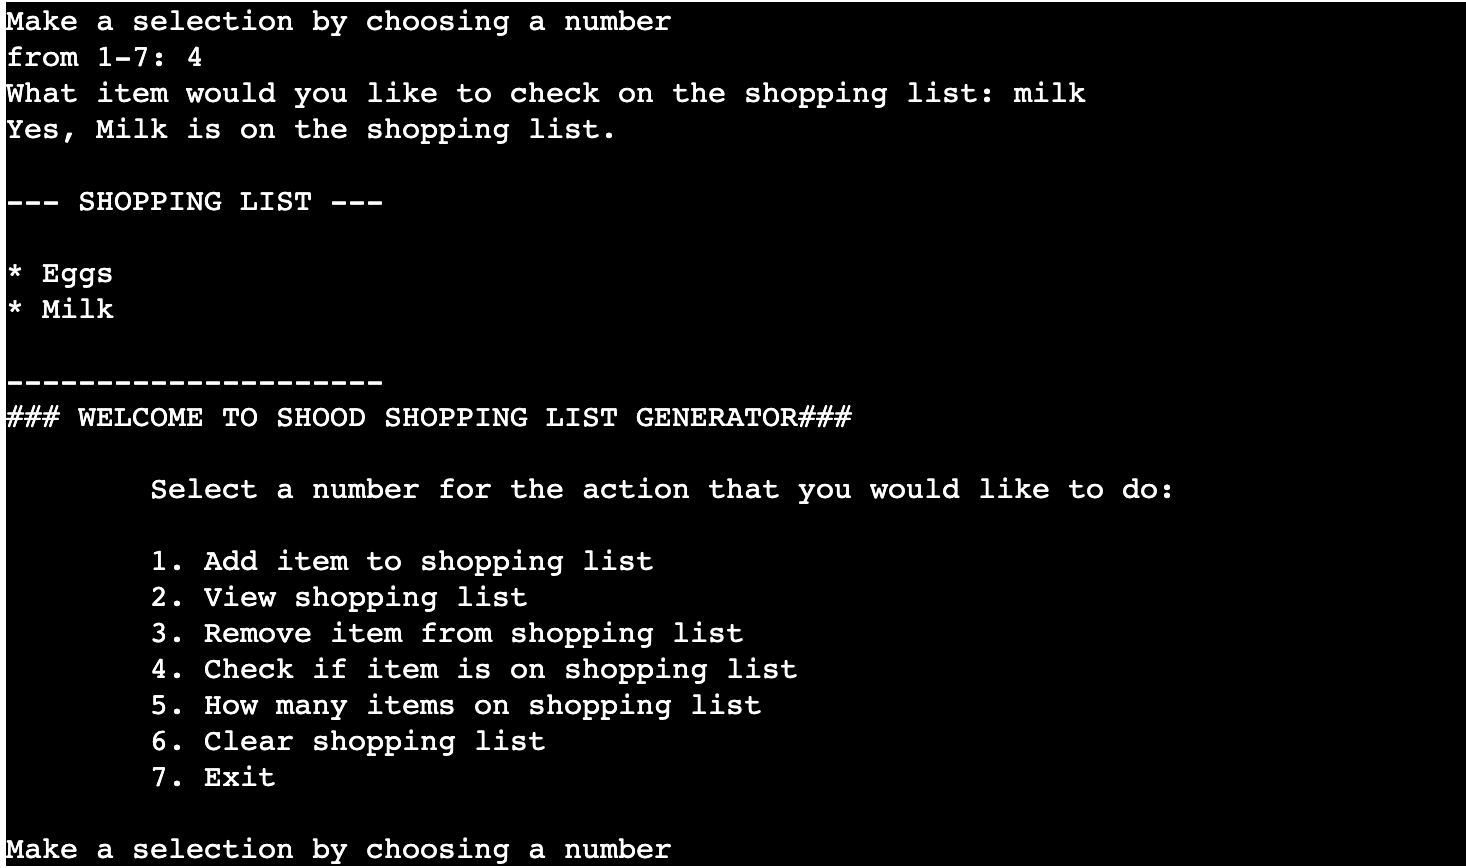 Make a selection by choosing a number
from 1-7: 4
What item would you like to check on the shopping list: milk
Yes, Milk is on the shopping list.
--- SHOPPING LIST ---
* Eggs
* Milk
---------------------
### WELCOME TO SHOOD SHOPPING LIST GENERATOR###
Select a number for the action that you would like to do:
1. Add item to shopping list
2. View shopping list
3. Remove item from shopping list
4. Check if item is on shopping list
5. How many items on shopping list
6. Clear shopping list
7. Exit
Make a selection by choosing a number